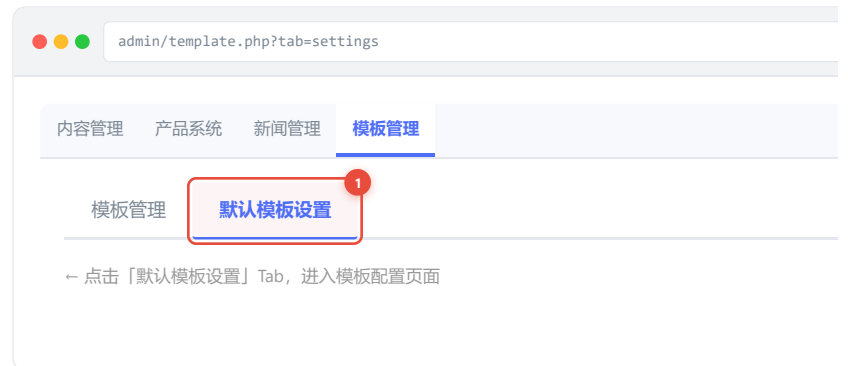 admin/template.php?tab=settings
内容管理 产品系统 新闻管理 模板管理
1
模板管理 默认模板设置
← 点击「默认模板设置」Tab，进入模板配置页面